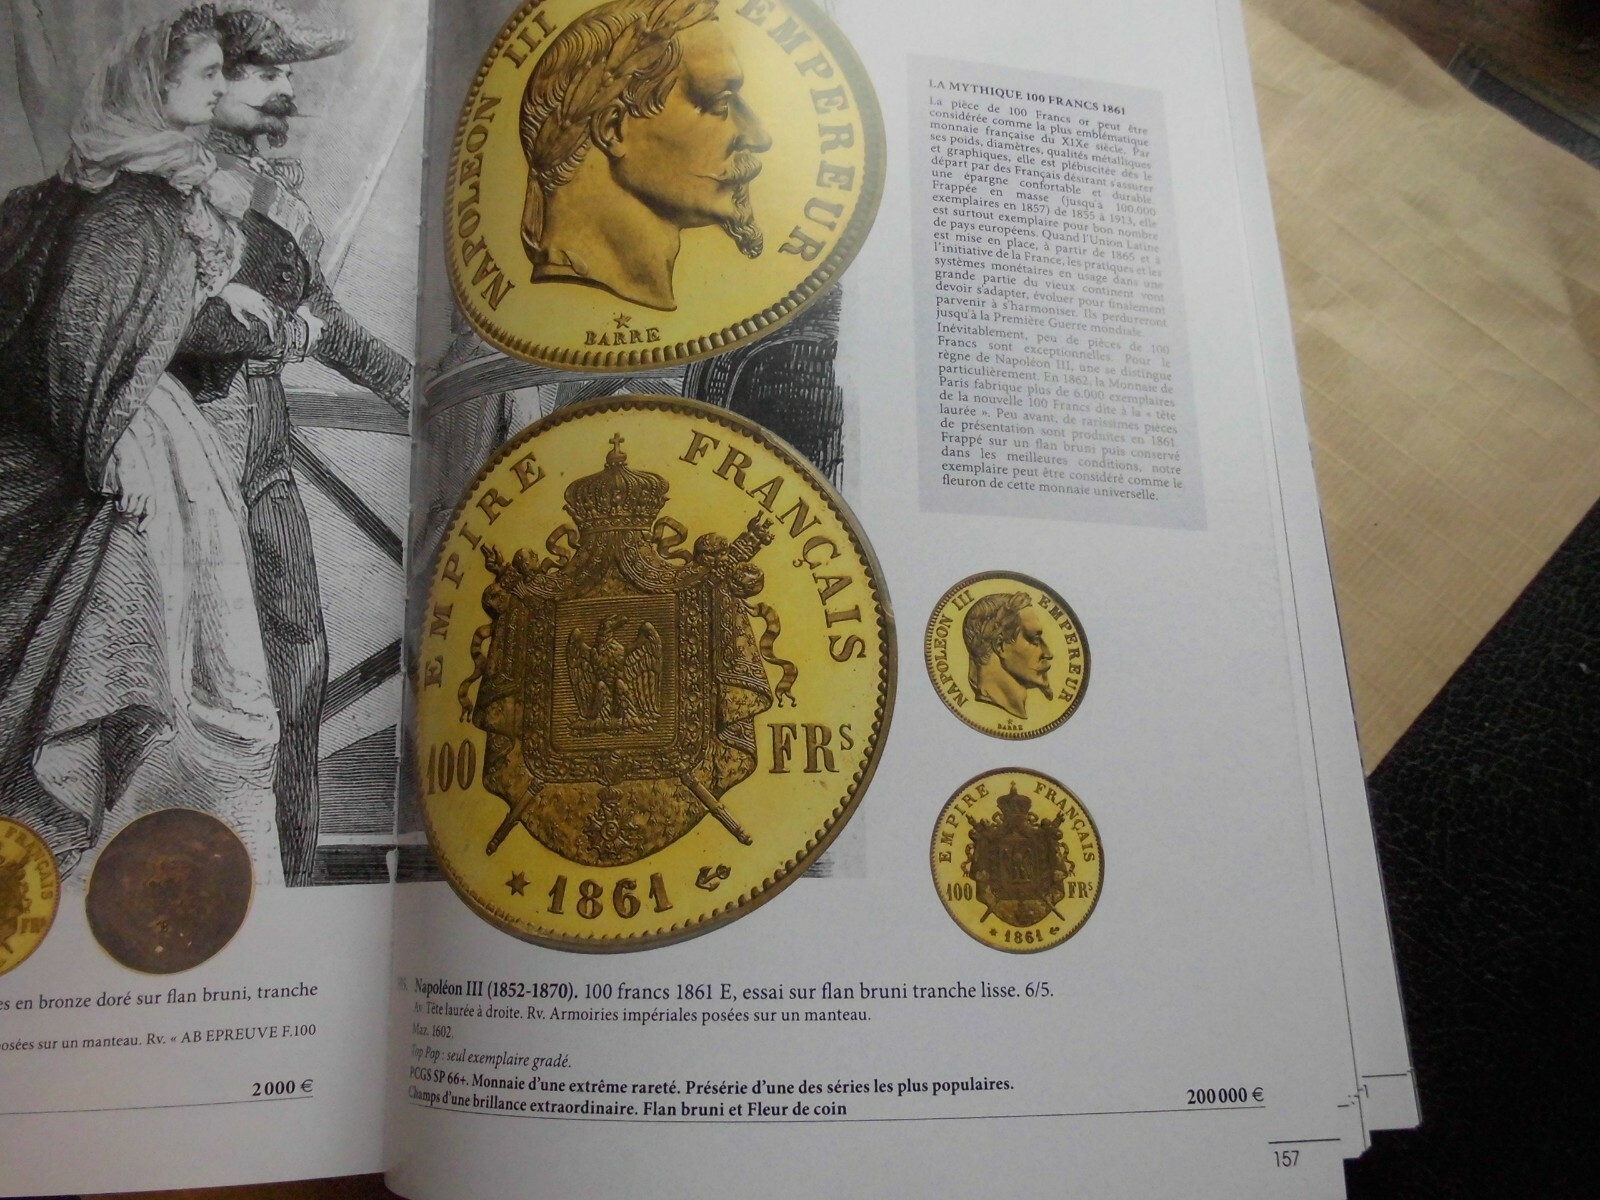 NAPOLEON III EMPEREUR
BARRE
EMPIRE FRANÇAIS
100 FRs
1861
LA MYTHIQUE 100 FRANCS 1861
La pièce de 100 Francs or peut être
considérée comme la plus emblématique
monnaie française du XIXe siècle. Par
ses poids, diamètres, qualités métalliques
et graphiques, elle est plébiscitée dès le
départ par des Français désirant s'assurer
une épargne confortable et durable.
Frappée en masse (jusqu'à 100.000
exemplaires en 1857) de 1855 à 1913, elle
est surtout exemplaire pour bon nombre
de pays européens. Quand l'Union Latine
est mise en place, à partir de 1865 et à
l'initiative de la France, les pratiques et les
systèmes monétaires en usage dans une
grande partie du vieux continent vont
devoir s'adapter, évoluer pour finalement
parvenir à s'harmoniser. Ils perdureront
jusqu'à la Première Guerre mondiale.
Inévitablement, peu de pièces de 100
Francs sont exceptionnelles. Pour le
règne de Napoléon III, une se distingue
particulièrement. En 1862, la Monnaie de
Paris fabrique plus de 6.000 exemplaires
de la nouvelle 100 Francs dite à la « tête
laurée ». Peu avant, de rarissimes pièces
de présentation sont produites en 1861.
Frappé sur un flan bruni puis conservé
dans les meilleures conditions, notre
exemplaire peut être considéré comme le
fleuron de cette monnaie universelle.
NAPOLEON III EMPEREUR
BARRE
EMPIRE FRANÇAIS
100 FRs
1861
FRANÇAIS
FR
es en bronze doré sur flan bruni, tranche
posées sur un manteau. Rv. « AB EPREUVE F.100
2 000 €
Napoléon III (1852-1870). 100 francs 1861 E, essai sur flan bruni tranche lisse. 6/5.
Av. Tête laurée à droite. Rv. Armoiries impériales posées sur un manteau.
Maz. 1602.
Top Pop : seul exemplaire gradé.
PCGS SP 66+. Monnaie d'une extrême rareté. Présérie d'une des séries les plus populaires.
Champs d'une brillance extraordinaire. Flan bruni et Fleur de coin
200 000 €
157